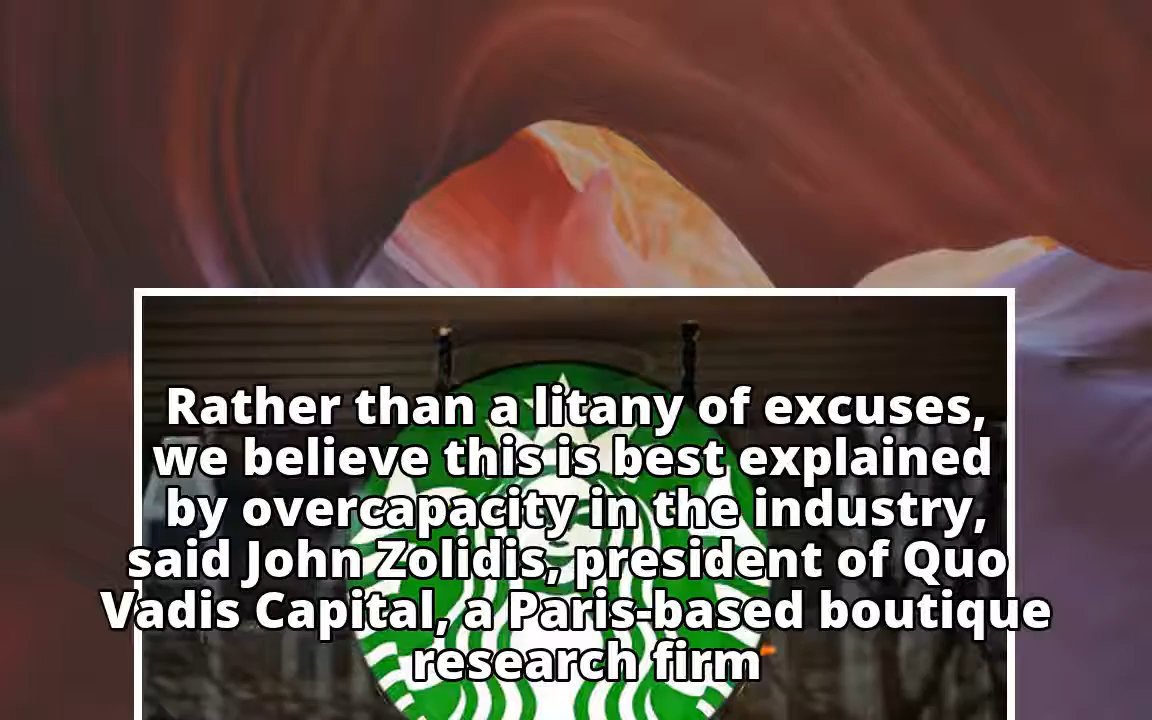 Rather than a litany of excuses,
we believe this is best explained
by overcapacity in the industry,
said John Zolidis, president of Quo
Vadis Capital, a Paris-based boutique
research firm